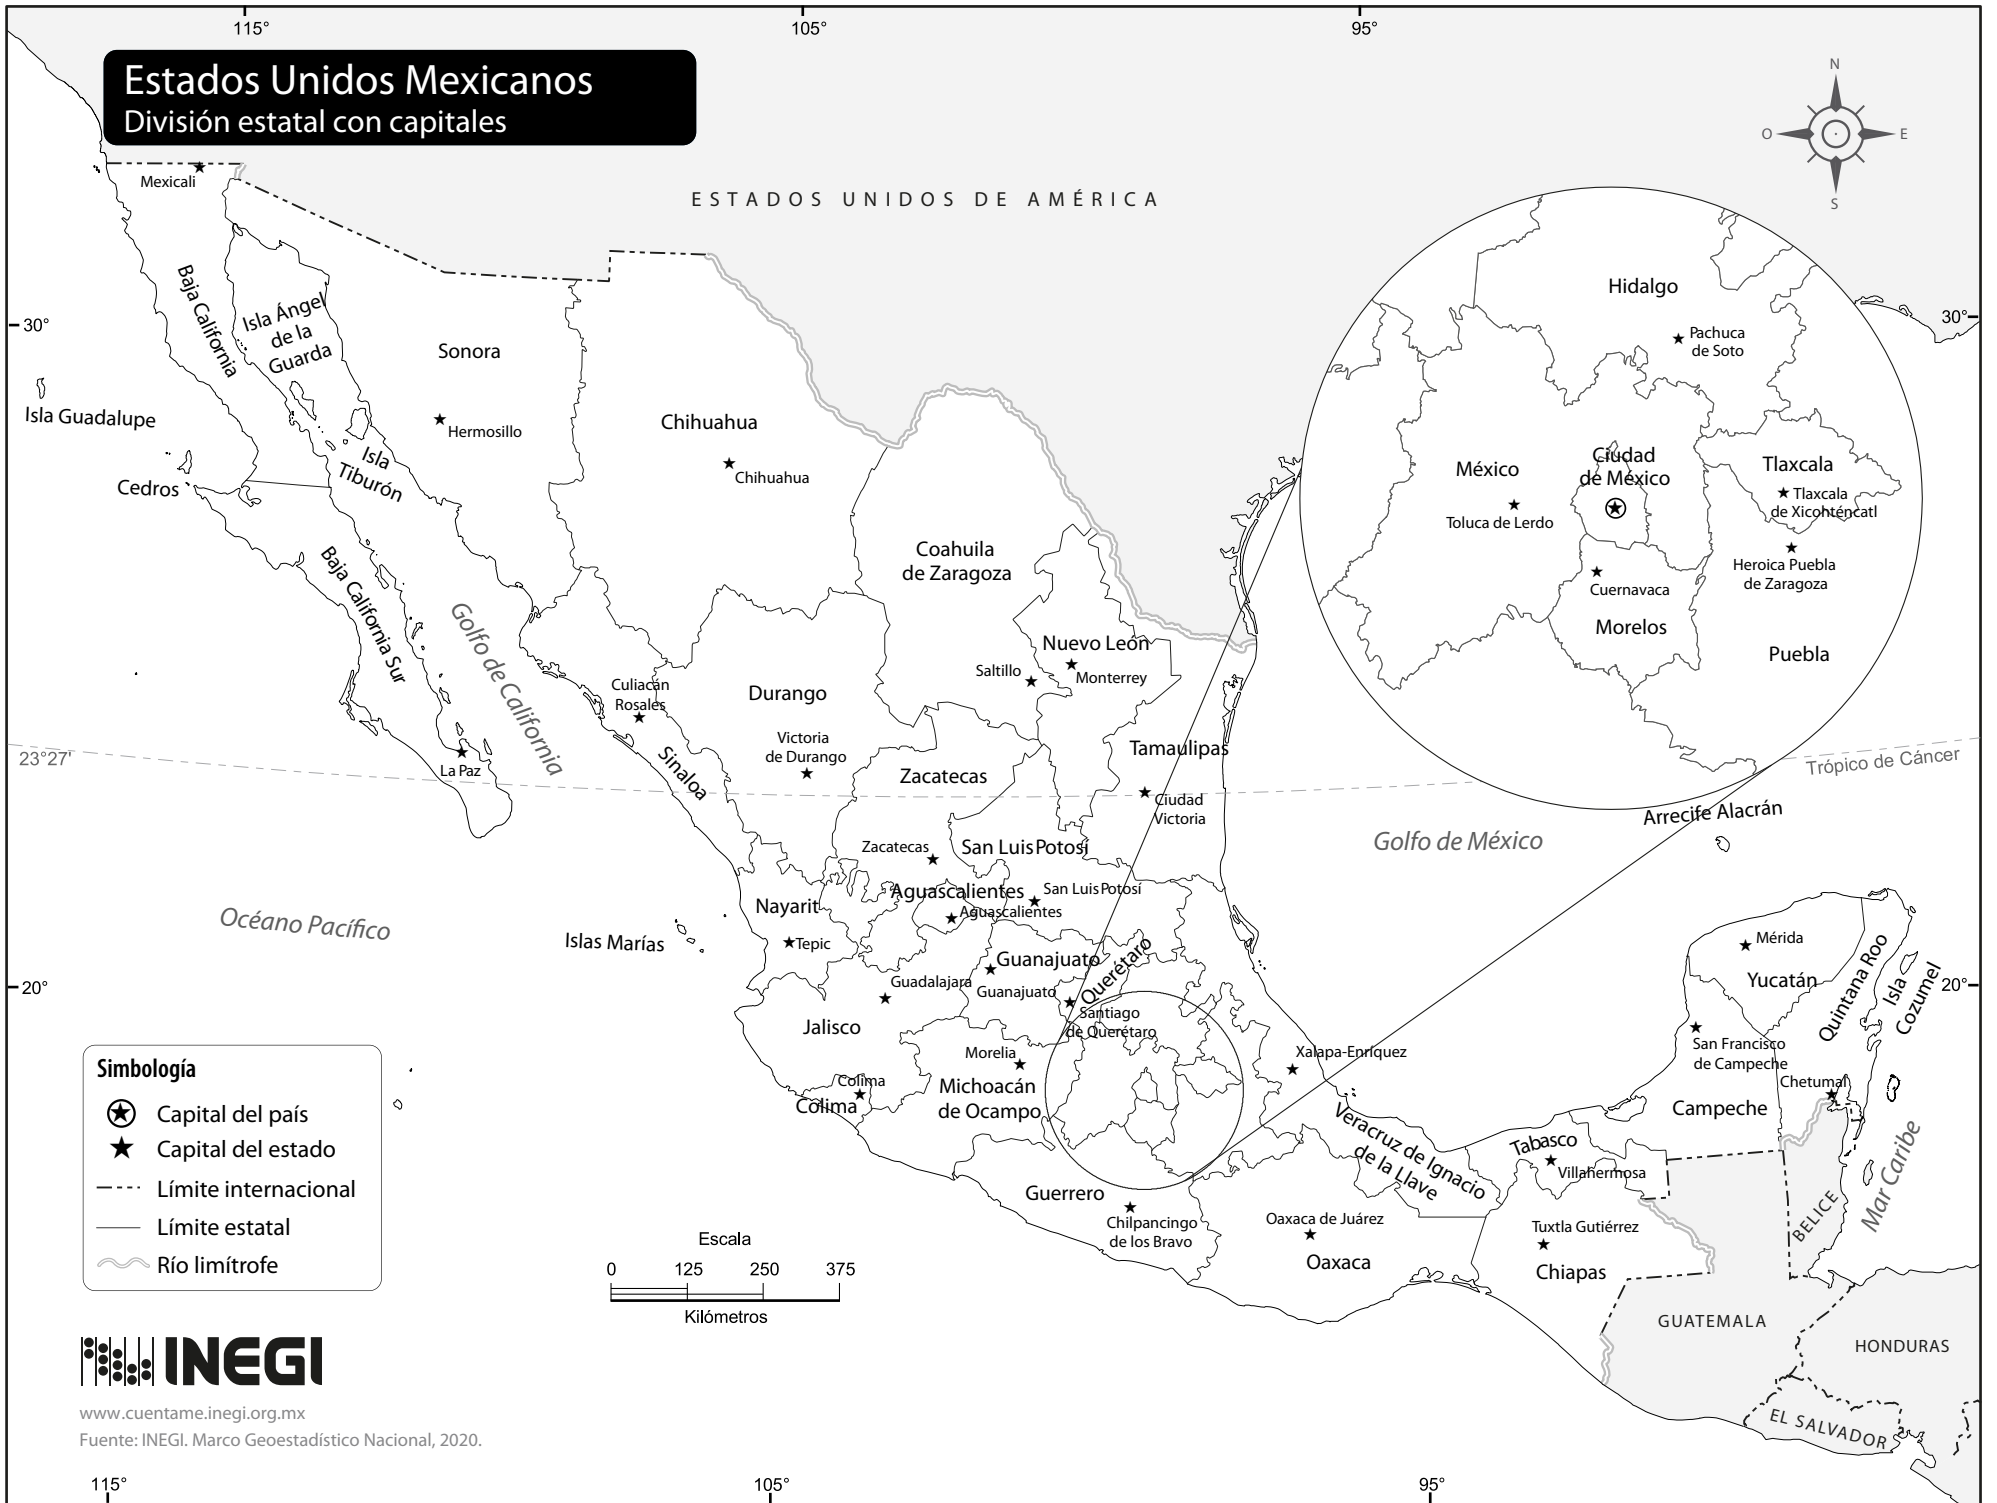 115°
105°
95°
Estados Unidos Mexicanos
División estatal con capitales
N
O
E
S
Mexicali
ESTADOS UNIDOS DE AMÉRICA
Baja California
Isla Ángel
de la
Guarda
Sonora
Hermosillo
30°
30°
Isla Guadalupe
Cedros
Isla
Tiburón
Chihuahua
Chihuahua
Hidalgo
Pachuca
de Soto
México
Toluca de Lerdo
Ciudad
de México
Tlaxcala
Tlaxcala
de Xicohténcatl
Heroica Puebla
de Zaragoza
Cuernavaca
Morelos
Puebla
Coahuila
de Zaragoza
Baja California Sur
Golfo de California
Nuevo León
Saltillo
Monterrey
Culiacán
Rosales
Durango
Victoria
de Durango
Sinaloa
La Paz
23°27'
Tamaulipas
Zacatecas
Ciudad
Victoria
Trópico de Cáncer
Arrecife Alacrán
Golfo de México
Zacatecas
San Luis Potosí
Aguascalientes
San Luis Potosí
Aguascalientes
Nayarit
Tepic
Océano Pacífico
Islas Marías
Guanajuato
Querétaro
Guadalajara
Guanajuato
Santiago
de Querétaro
Jalisco
Mérida
Yucatán
Quintana Roo
Isla
Cozumel
20°
20°
San Francisco
de Campeche
Chetumal
Campeche
Morelia
Michoacán
de Ocampo
Colima
Colima
Xalapa-Enríquez
Veracruz de Ignacio
de la Llave
Tabasco
Villahermosa
Mar Caribe
BELICE
Guerrero
Chilpancingo
de los Bravo
Oaxaca de Juárez
Oaxaca
Tuxtla Gutiérrez
Chiapas
GUATEMALA
HONDURAS
EL SALVADOR
Simbología
Capital del país
Capital del estado
Límite internacional
Límite estatal
Río limítrofe
Escala
0 125 250 375
Kilómetros
INEGI
www.cuentame.inegi.org.mx
Fuente: INEGI. Marco Geoestadístico Nacional, 2020.
115°
105°
95°